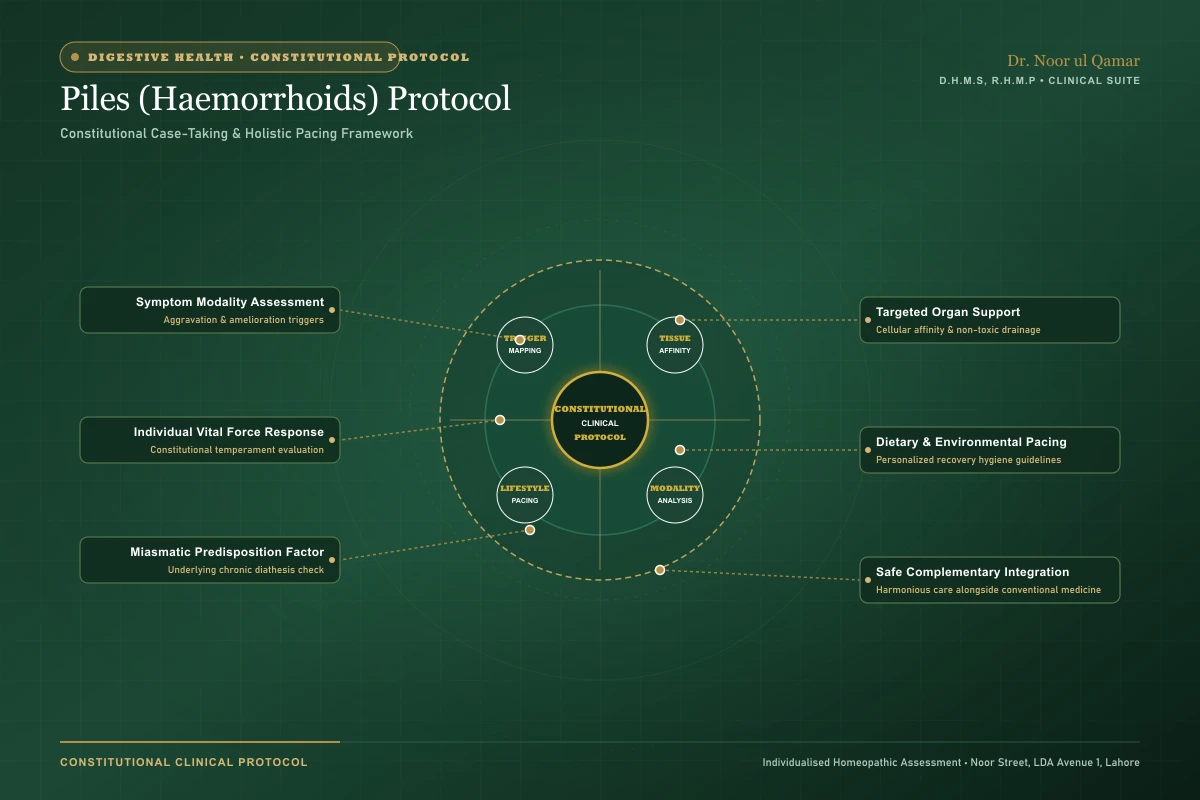 DIGESTIVE HEALTH • CONSTITUTIONAL PROTOCOL
Piles (Haemorrhoids) Protocol
Constitutional Case-Taking & Holistic Pacing Framework
Dr. Noor ul Qamar
D.H.M.S, R.H.M.P • CLINICAL SUITE
Symptom Modality Assessment
Aggravation & amelioration triggers
Individual Vital Force Response
Constitutional temperament evaluation
Miasmatic Predisposition Factor
Underlying chronic diathesis check
MAPPING
TISSUE
AFFINITY
CONSTITUTIONAL
CLINICAL
PROTOCOL
LIFESTYLE
PACING
MODALITY
ANALYSIS
Targeted Organ Support
Cellular affinity & non-toxic drainage
Dietary & Environmental Pacing
Personalized recovery hygiene guidelines
Safe Complementary Integration
Harmonious care alongside conventional medicine
CONSTITUTIONAL CLINICAL PROTOCOL
Individualised Homeopathic Assessment • Noor Street, LDA Avenue 1, Lahore